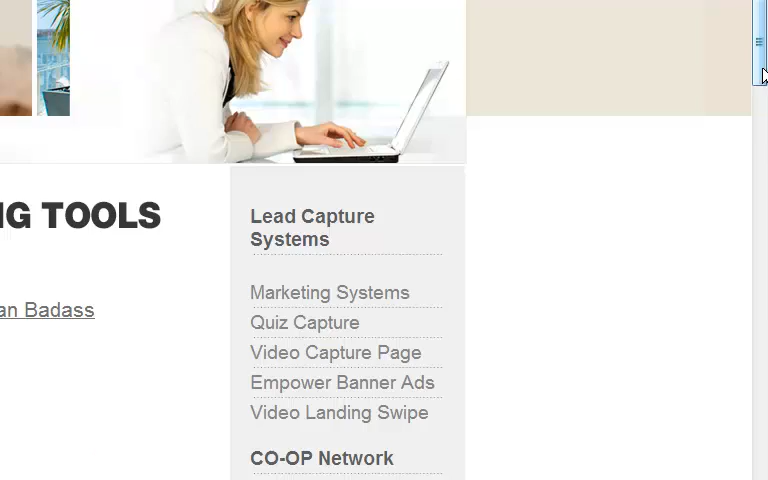 G TOOLS
an Badass
Lead Capture
Systems
Marketing Systems
Quiz Capture
Video Capture Page
Empower Banner Ads
Video Landing Swipe
CO-OP Network